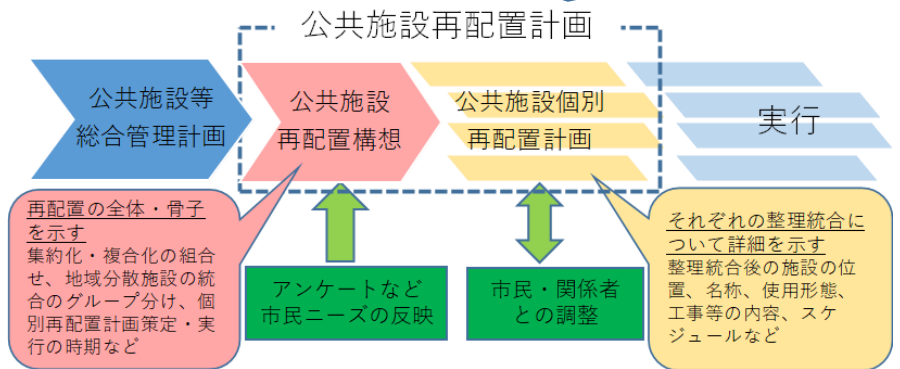 公共施設再配置計画
公共施設等
総合管理計画
公共施設
再配置構想
公共施設個別
再配置計画
実行
再配置の全体・骨子
を示す
集約化・複合化の組合
せ、地域分散施設の統
合のグループ分け、個
別再配置計画策定・実
行の時期など
アンケートなど
市民ニーズの反映
市民・関係者
との調整
それぞれの整理統合に
ついて詳細を示す
整理統合後の施設の位
置、名称、使用形態、
工事等の内容、スケ
ジュールなど